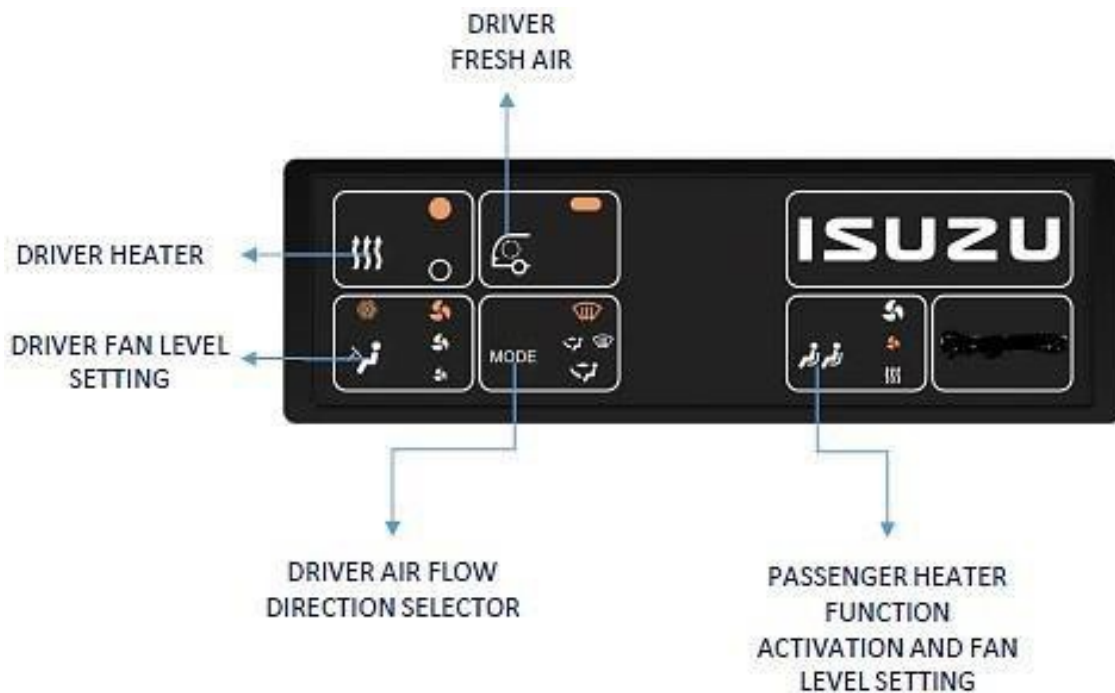 DRIVER
FRESH AIR
DRIVER HEATER
ISUZU
DRIVER FAN LEVEL
SETTING
MODE
DRIVER AIR FLOW
DIRECTION SELECTOR
PASSENGER HEATER
FUNCTION
ACTIVATION AND FAN
LEVEL SETTING